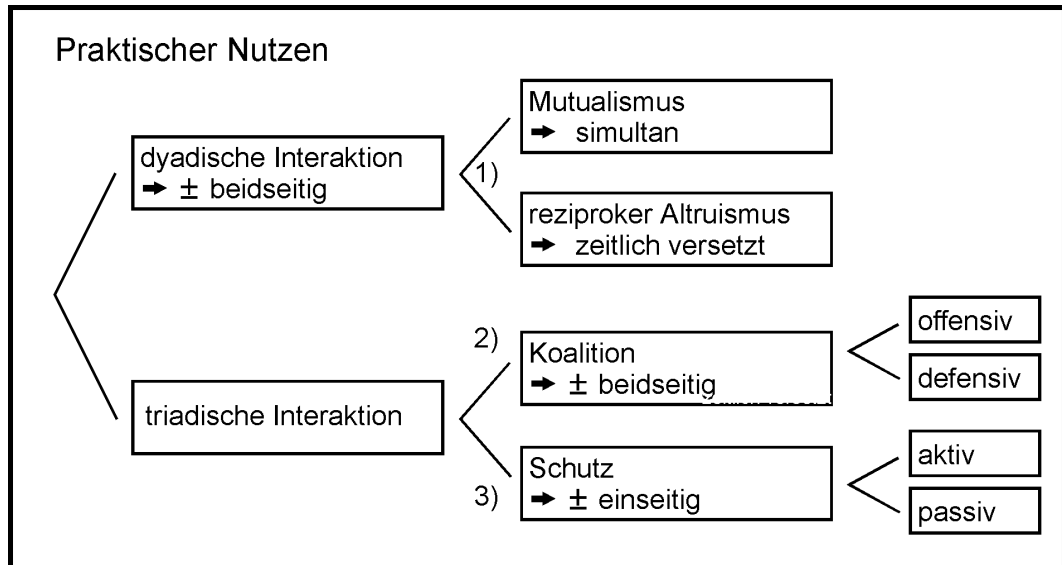 Praktischer Nutzen
dyadische Interaktion
➡ ± beidseitig
1)
Mutualismus
➡ simultan
reziproker Altruismus
➡ zeitlich versetzt
triadische Interaktion
2)
Koalition
➡ ± beidseitig
offensiv
defensiv
3)
Schutz
➡ ± einseitig
aktiv
passiv